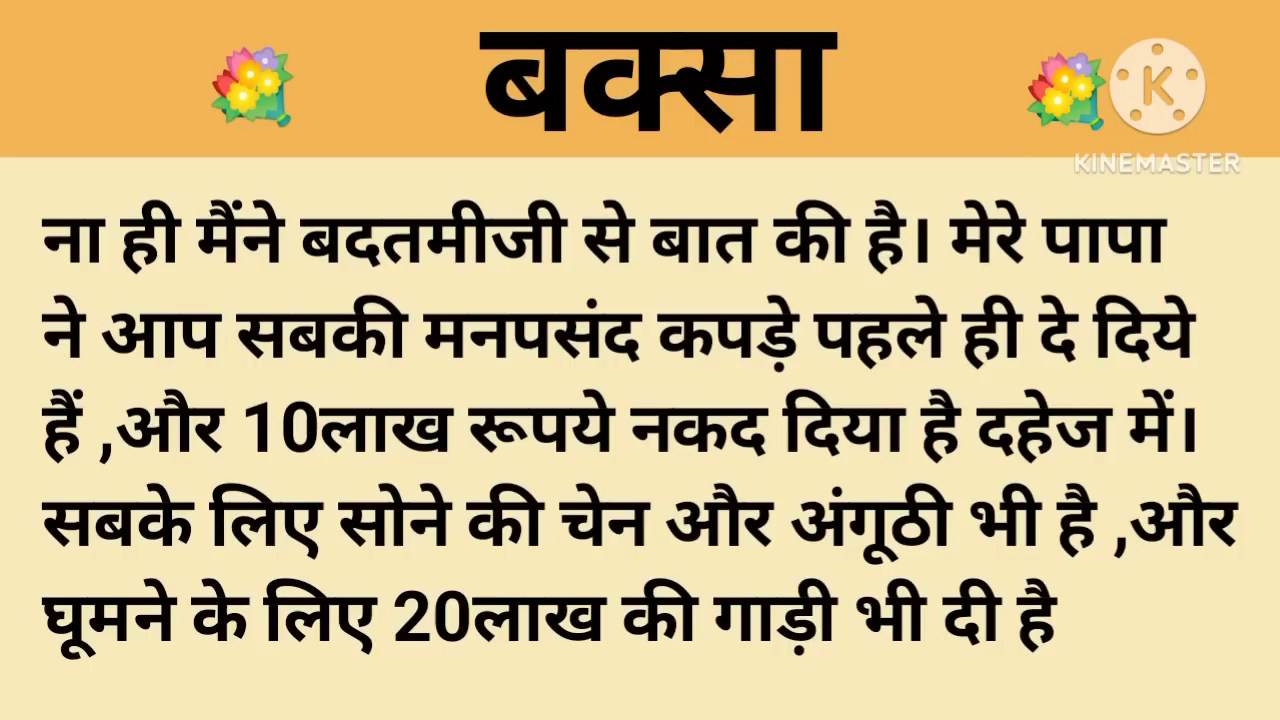 बक्सा
K
KINEMASTER
ना ही मैंने बदतमीजी से बात की है। मेरे पापा
ने आप सबकी मनपसंद कपड़े पहले ही दे दिये
हैं ,और 10लाख रूपये नकद दिया है दहेज में।
सबके लिए सोने की चेन और अंगूठी भी है ,और
घूमने के लिए 20लाख की गाड़ी भी दी है